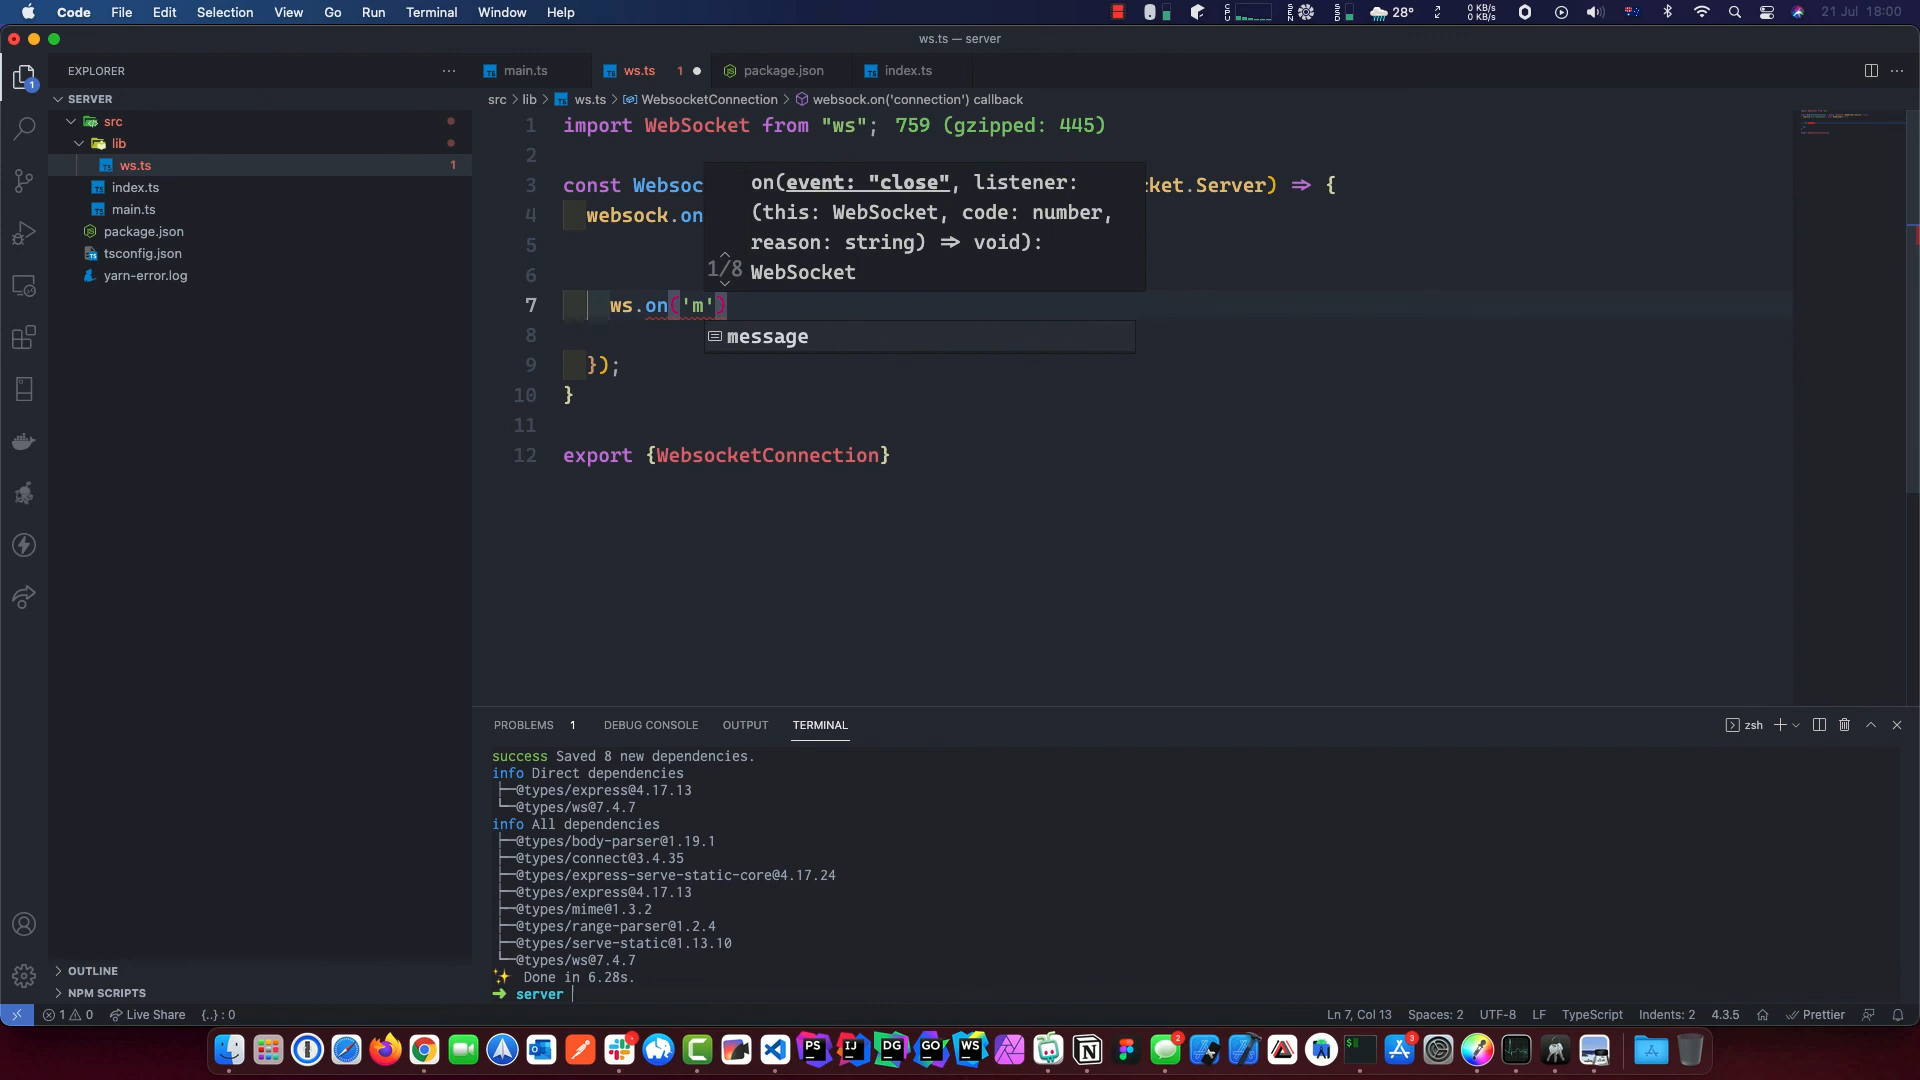 Code File Edit Selection View Go Run Terminal Window Help
28° 0 KB/s 0 KB/s 21 Jul 18:00
ws.ts — server
EXPLORER
main.ts
ws.ts 1
package.json
index.ts
SERVER
src > lib > ws.ts > WebsocketConnection > websock.on('connection') callback
src
lib
ws.ts 1
index.ts
main.ts
package.json
tsconfig.json
yarn-error.log
1 import WebSocket from "ws"; 759 (gzipped: 445)
2
3 const Websoc ket.Server) => {
4 websock.on
5
6
7 ws.on('m')
8
9 });
10 }
11
12 export {WebsocketConnection}
on(event: "close", listener:
(this: WebSocket, code: number,
reason: string) => void):
1/8 WebSocket
message
PROBLEMS 1 DEBUG CONSOLE OUTPUT TERMINAL
zsh
success Saved 8 new dependencies.
info Direct dependencies
├─@types/express@4.17.13
└─@types/ws@7.4.7
info All dependencies
├─@types/body-parser@1.19.1
├─@types/connect@3.4.35
├─@types/express-serve-static-core@4.17.24
├─@types/express@4.17.13
├─@types/mime@1.3.2
├─@types/range-parser@1.2.4
├─@types/serve-static@1.13.10
└─@types/ws@7.4.7
✨ Done in 6.28s.
➜ server
OUTLINE
NPM SCRIPTS
1 0 Live Share {..} : 0
Ln 7, Col 13 Spaces: 2 UTF-8 LF TypeScript Indents: 2 4.3.5 Prettier
PS IJ DG GO WS